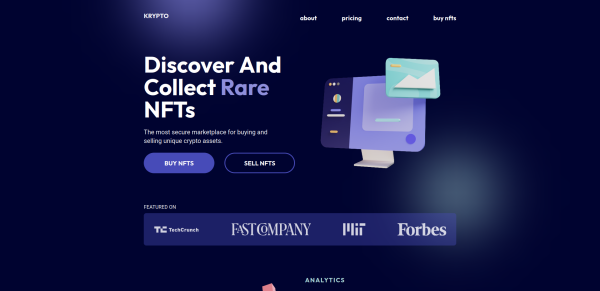 KRYPTO
about pricing contact buy nfts
Discover And
Collect Rare
NFTs
The most secure marketplace for buying and
selling unique crypto assets.
BUY NFTS SELL NFTS
FEATURED ON
TC TechCrunch FAST COMPANY MIT Forbes
ANALYTICS